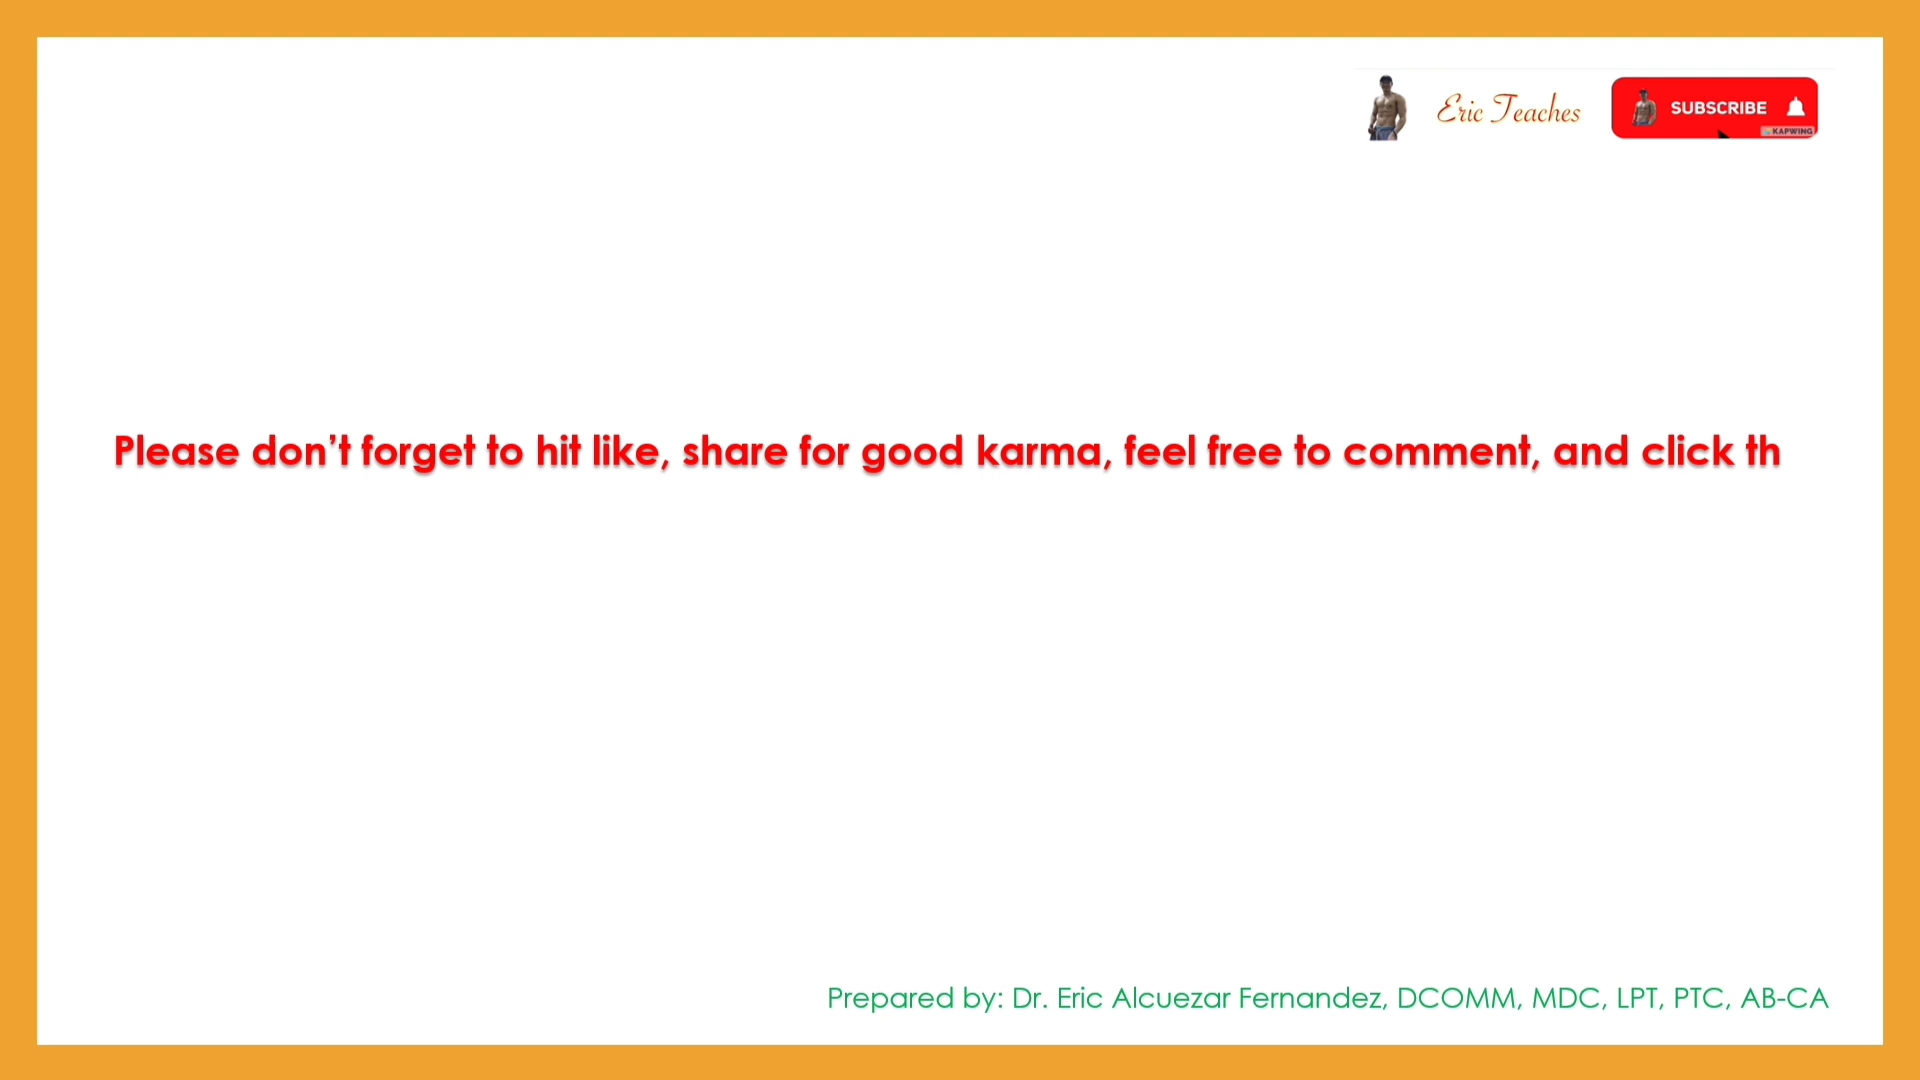 Eric Teaches
SUBSCRIBE
KAPWING
Please don’t forget to hit like, share for good karma, feel free to comment, and click th
Prepared by: Dr. Eric Alcuezar Fernandez, DCOMM, MDC, LPT, PTC, AB-CA